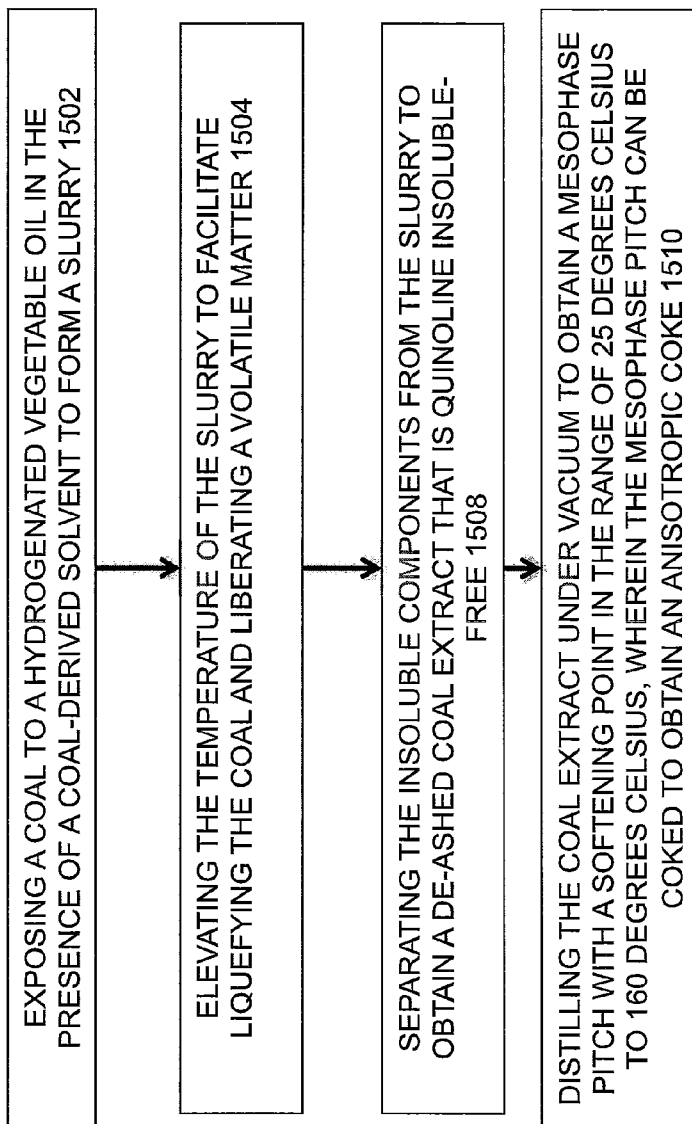 EXPOSING A COAL TO A HYDROGENATED VEGETABLE OIL IN THE
PRESENCE OF A COAL-DERIVED SOLVENT TO FORM A SLURRY 1502
ELEVATING THE TEMPERATURE OF THE SLURRY TO FACILITATE
LIQUEFYING THE COAL AND LIBERATING A VOLATILE MATTER 1504
SEPARATING THE INSOLUBLE COMPONENTS FROM THE SLURRY TO
OBTAIN A DE-ASHED COAL EXTRACT THAT IS QUINOLINE INSOLUBLE-
FREE 1508
DISTILLING THE COAL EXTRACT UNDER VACUUM TO OBTAIN A MESOPHASE
PITCH WITH A SOFTENING POINT IN THE RANGE OF 25 DEGREES CELSIUS
TO 160 DEGREES CELSIUS, WHEREIN THE MESOPHASE PITCH CAN BE
COKED TO OBTAIN AN ANISOTROPIC COKE 1510